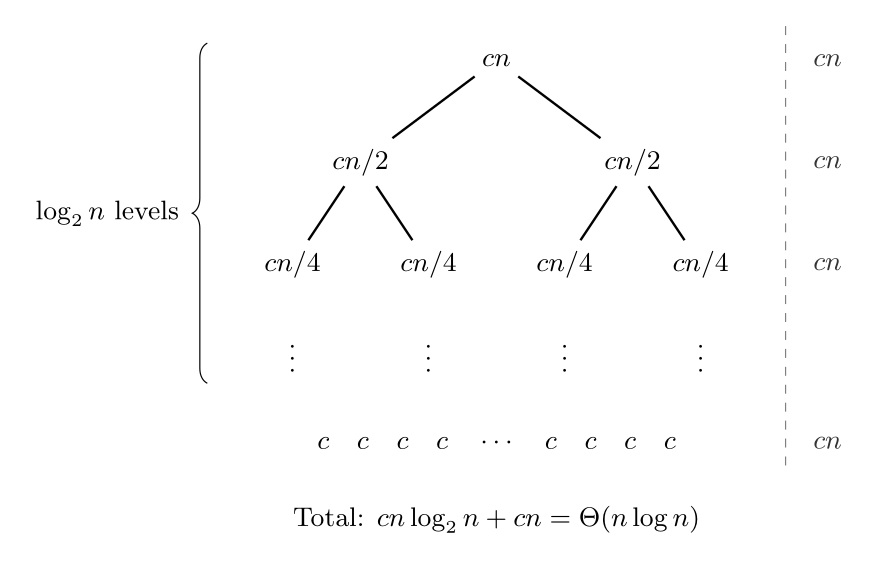 cn cn
cn/2 cn/2 cn
log₂ n levels
cn/4 cn/4 cn/4 cn/4 cn
⋮ ⋮ ⋮ ⋮
c c c c ⋯ c c c c cn
Total: cn log₂ n + cn = Θ(n log n)